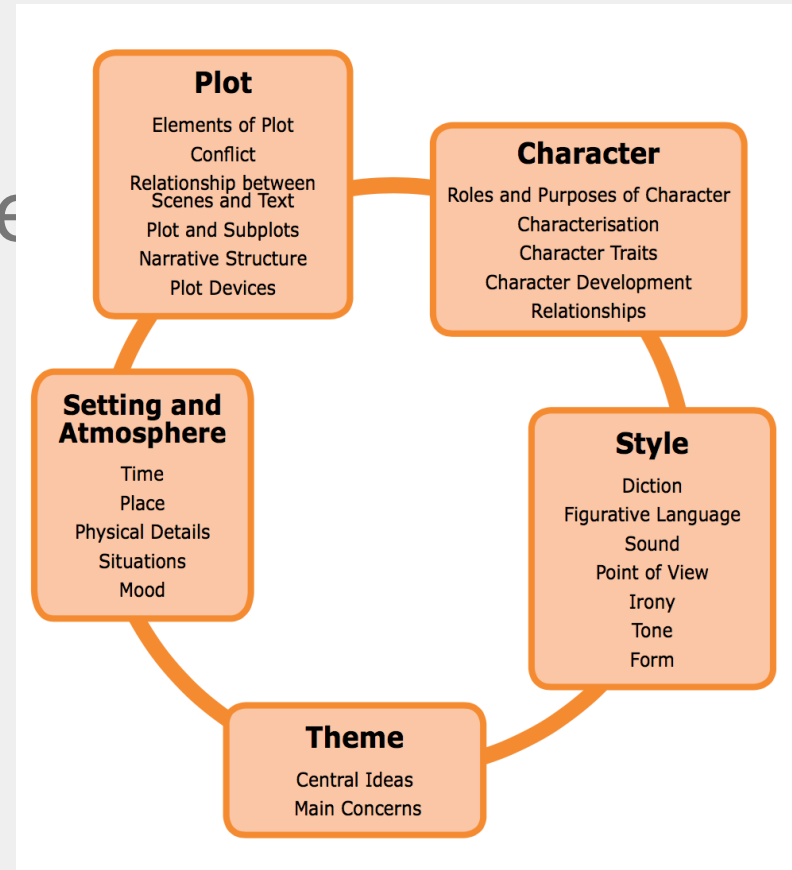 Plot
Elements of Plot
Conflict
Relationship between
Scenes and Text
Plot and Subplots
Narrative Structure
Plot Devices
Character
Roles and Purposes of Character
Characterisation
Character Traits
Character Development
Relationships
Setting and
Atmosphere
Time
Place
Physical Details
Situations
Mood
Style
Diction
Figurative Language
Sound
Point of View
Irony
Tone
Form
Theme
Central Ideas
Main Concerns